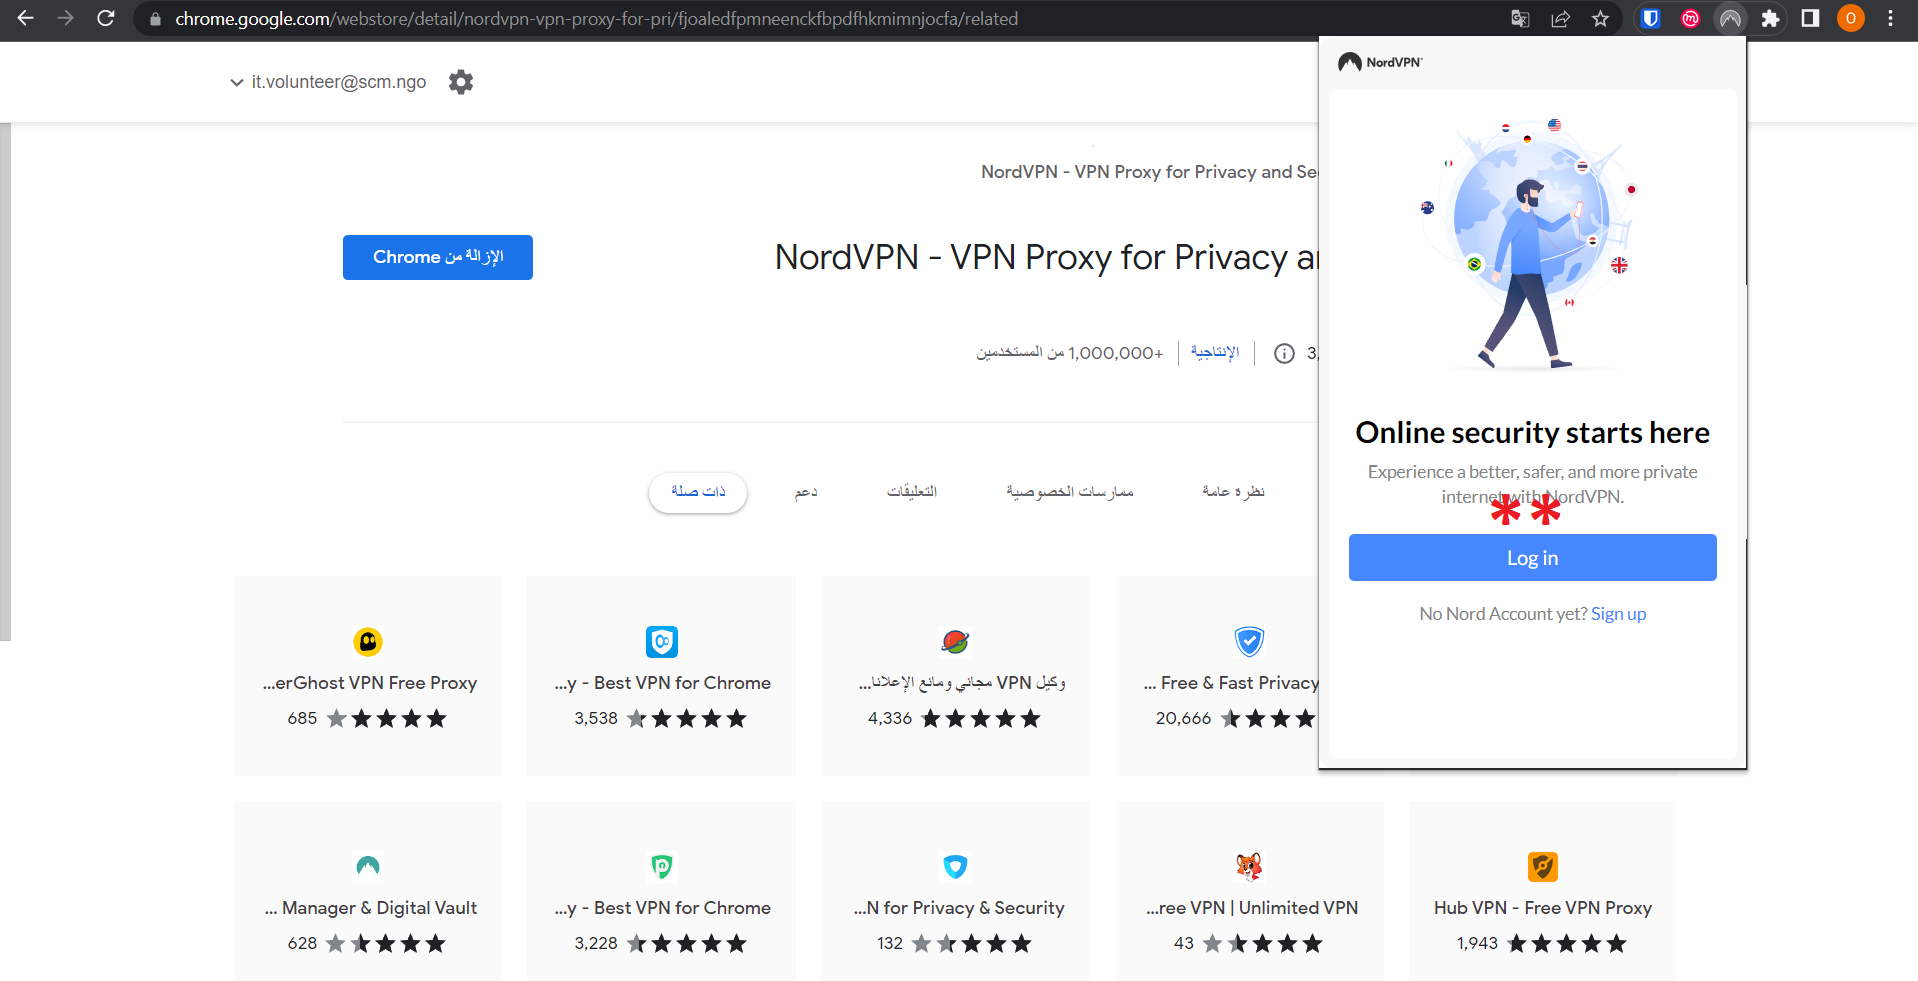 chrome.google.com/webstore/detail/nordvpn-vpn-proxy-for-pri/fjoaledfpmneenckfbpdfhkmimnjocfa/related
O
it.volunteer@scm.ngo
NordVPN®
NordVPN - VPN Proxy for Privacy and Se
الإزالة من Chrome
NordVPN - VPN Proxy for Privacy a
3,
الإنتاجية
+1,000,000 من المستخدمين
نظرة عامة
ممارسات الخصوصية
التعليقات
دعم
ذات صلة
Online security starts here
Experience a better, safer, and more private
internet with NordVPN.
**
Log in
No Nord Account yet? Sign up
...erGhost VPN Free Proxy
685
...y - Best VPN for Chrome
3,538
وكيل VPN مجاني ومانع الإعلانا...
4,336
... Free & Fast Privacy
20,666
... Manager & Digital Vault
628
...y - Best VPN for Chrome
3,228
...N for Privacy & Security
132
...ree VPN | Unlimited VPN
43
Hub VPN - Free VPN Proxy
1,943